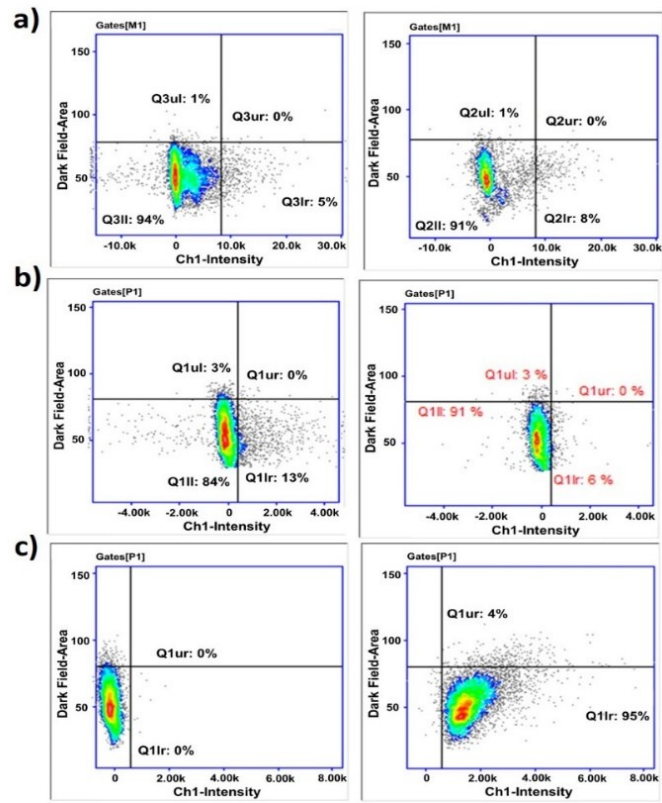 a)
Gates[M1]
150
100
50
Dark Field-Area
Q3ul: 1%
Q3ur: 0%
Q3ll: 94%
Q3lr: 5%
-10.0k 0 10.0k 20.0k 30.0k
Ch1-Intensity
Gates[M1]
150
100
50
Dark Field-Area
Q2ul: 1%
Q2ur: 0%
Q2ll: 91%
Q2lr: 8%
-10.0k 0 10.0k 20.0k 30.0k
Ch1-Intensity
b)
Gates[P1]
150
100
50
Dark Field-Area
Q1ul: 3%
Q1ur: 0%
Q1ll: 84%
Q1lr: 13%
-4.00k -2.00k 0 2.00k 4.00k
Ch1-Intensity
Gates[P1]
150
100
50
Dark Field-Area
Q1ul: 3 %
Q1ur: 0 %
Q1ll: 91 %
Q1lr: 6 %
-4.00k -2.00k 0 2.00k 4.00k
Ch1-Intensity
c)
Gates[P1]
150
100
50
Dark Field-Area
Q1ur: 0%
Q1lr: 0%
0 2.00k 4.00k 6.00k 8.00k
Ch1-Intensity
Gates[P1]
150
100
50
Dark Field-Area
Q1ur: 4%
Q1lr: 95%
0 2.00k 4.00k 6.00k 8.00k
Ch1-Intensity